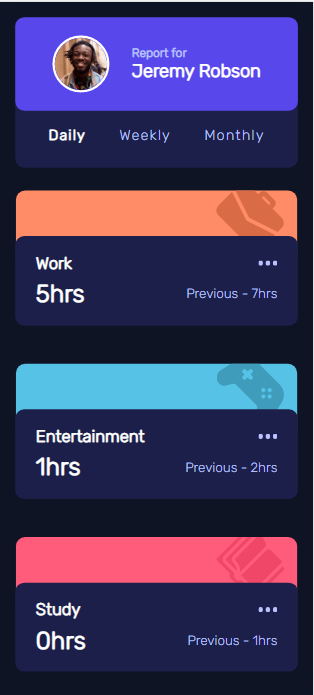 Report for
Jeremy Robson
Daily Weekly Monthly
Work
5hrs Previous - 7hrs
Entertainment
1hrs Previous - 2hrs
Study
0hrs Previous - 1hrs